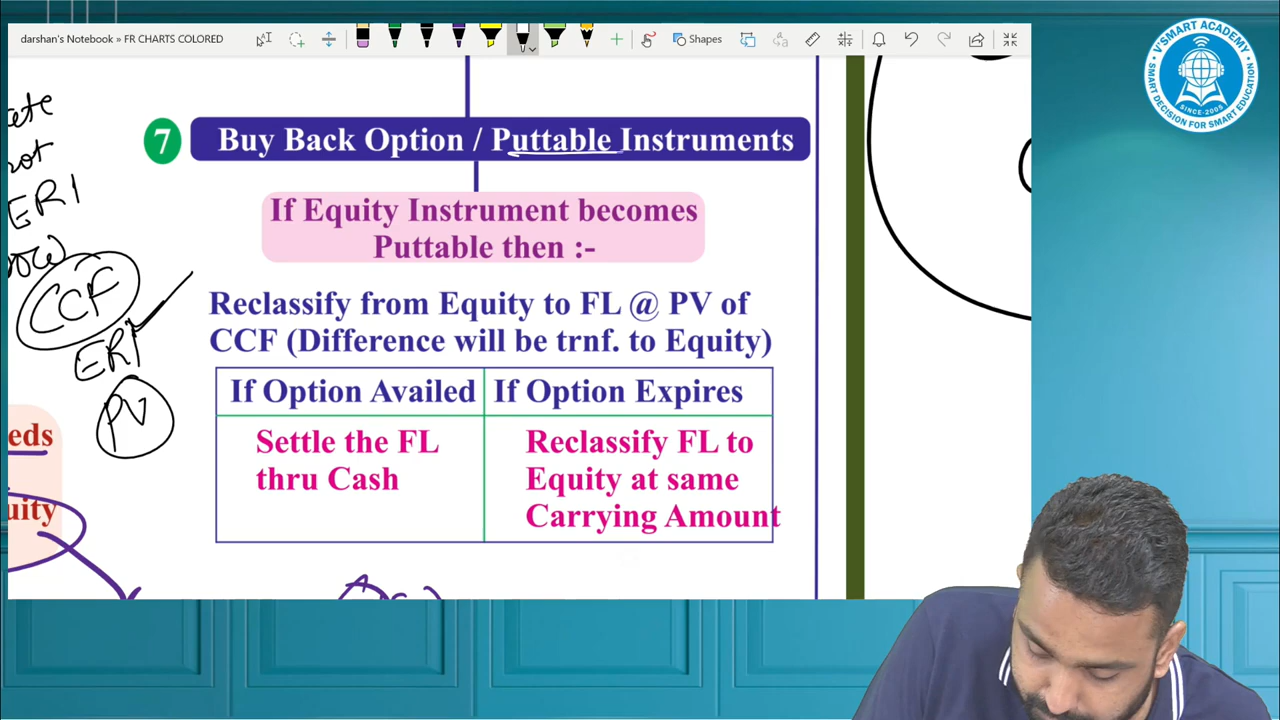 darshan's Notebook » FR CHARTS COLORED
Shapes
V'SMART ACADEMY
SINCE-2005
SMART DECISION FOR SMART EDUCATION
7
Buy Back Option / Puttable Instruments
If Equity Instrument becomes
Puttable then :-
Reclassify from Equity to FL @ PV of
CCF (Difference will be trnf. to Equity)
If Option Availed
If Option Expires
Settle the FL
thru Cash
Reclassify FL to
Equity at same
Carrying Amount
CCF
PV
eds
uity